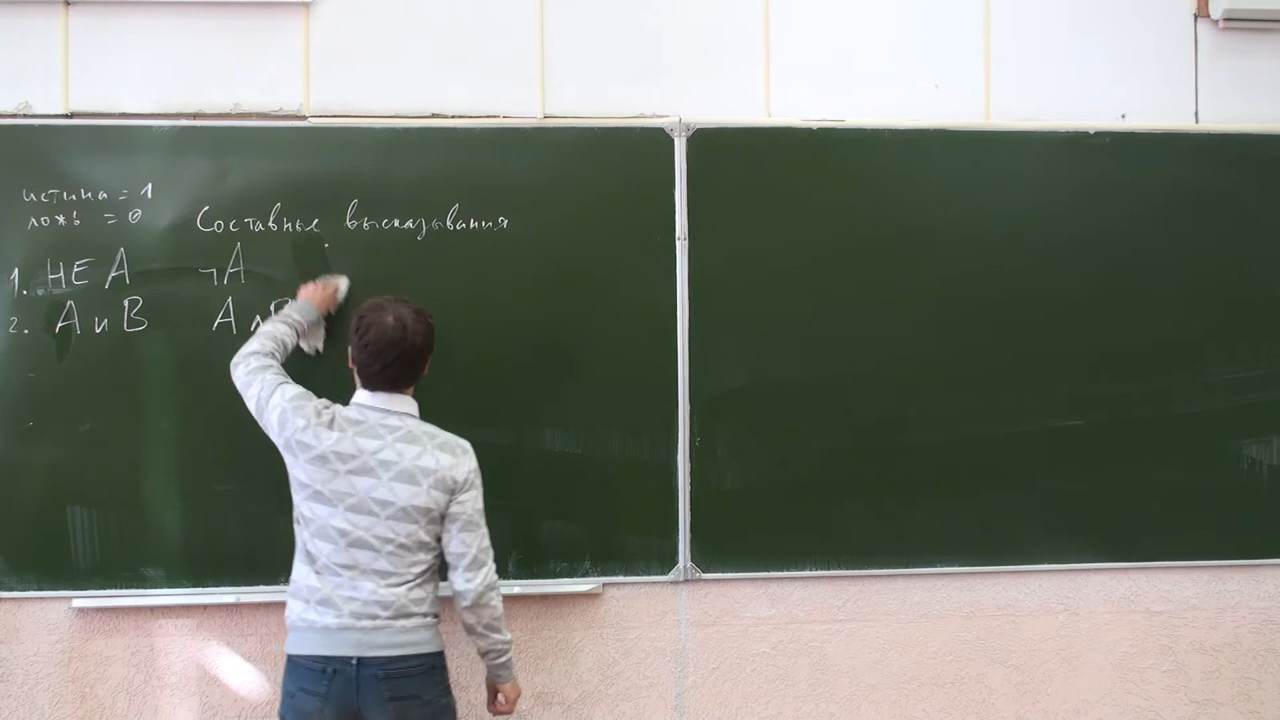 истина = 1
ложь = 0
Составные высказывания
1. НЕ А ¬А
2. А и В А ∧ В